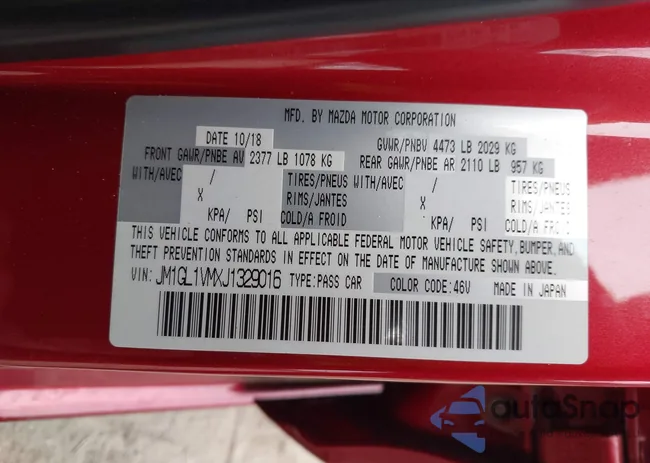 MFD. BY MAZDA MOTOR CORPORATION
DATE 10/18 GVWR/PNBV 4473 LB 2029 KG
FRONT GAWR/PNBE AV 2377 LB 1078 KG REAR GAWR/PNBE AR 2110 LB 957 KG
WITH/AVEC / TIRES/PNEUS WITH/AVEC / TIRES/PNEUS
X RIMS/JANTES X RIMS/JANTES
KPA/ PSI COLD/A FROID KPA/ PSI COLD/A FROID
THIS VEHICLE CONFORMS TO ALL APPLICABLE FEDERAL MOTOR VEHICLE SAFETY, BUMPER, AND
THEFT PREVENTION STANDARDS IN EFFECT ON THE DATE OF MANUFACTURE SHOWN ABOVE.
VIN: JM1GL1VMXJ1329016 TYPE:PASS CAR COLOR CODE:46V MADE IN JAPAN
autoSnap